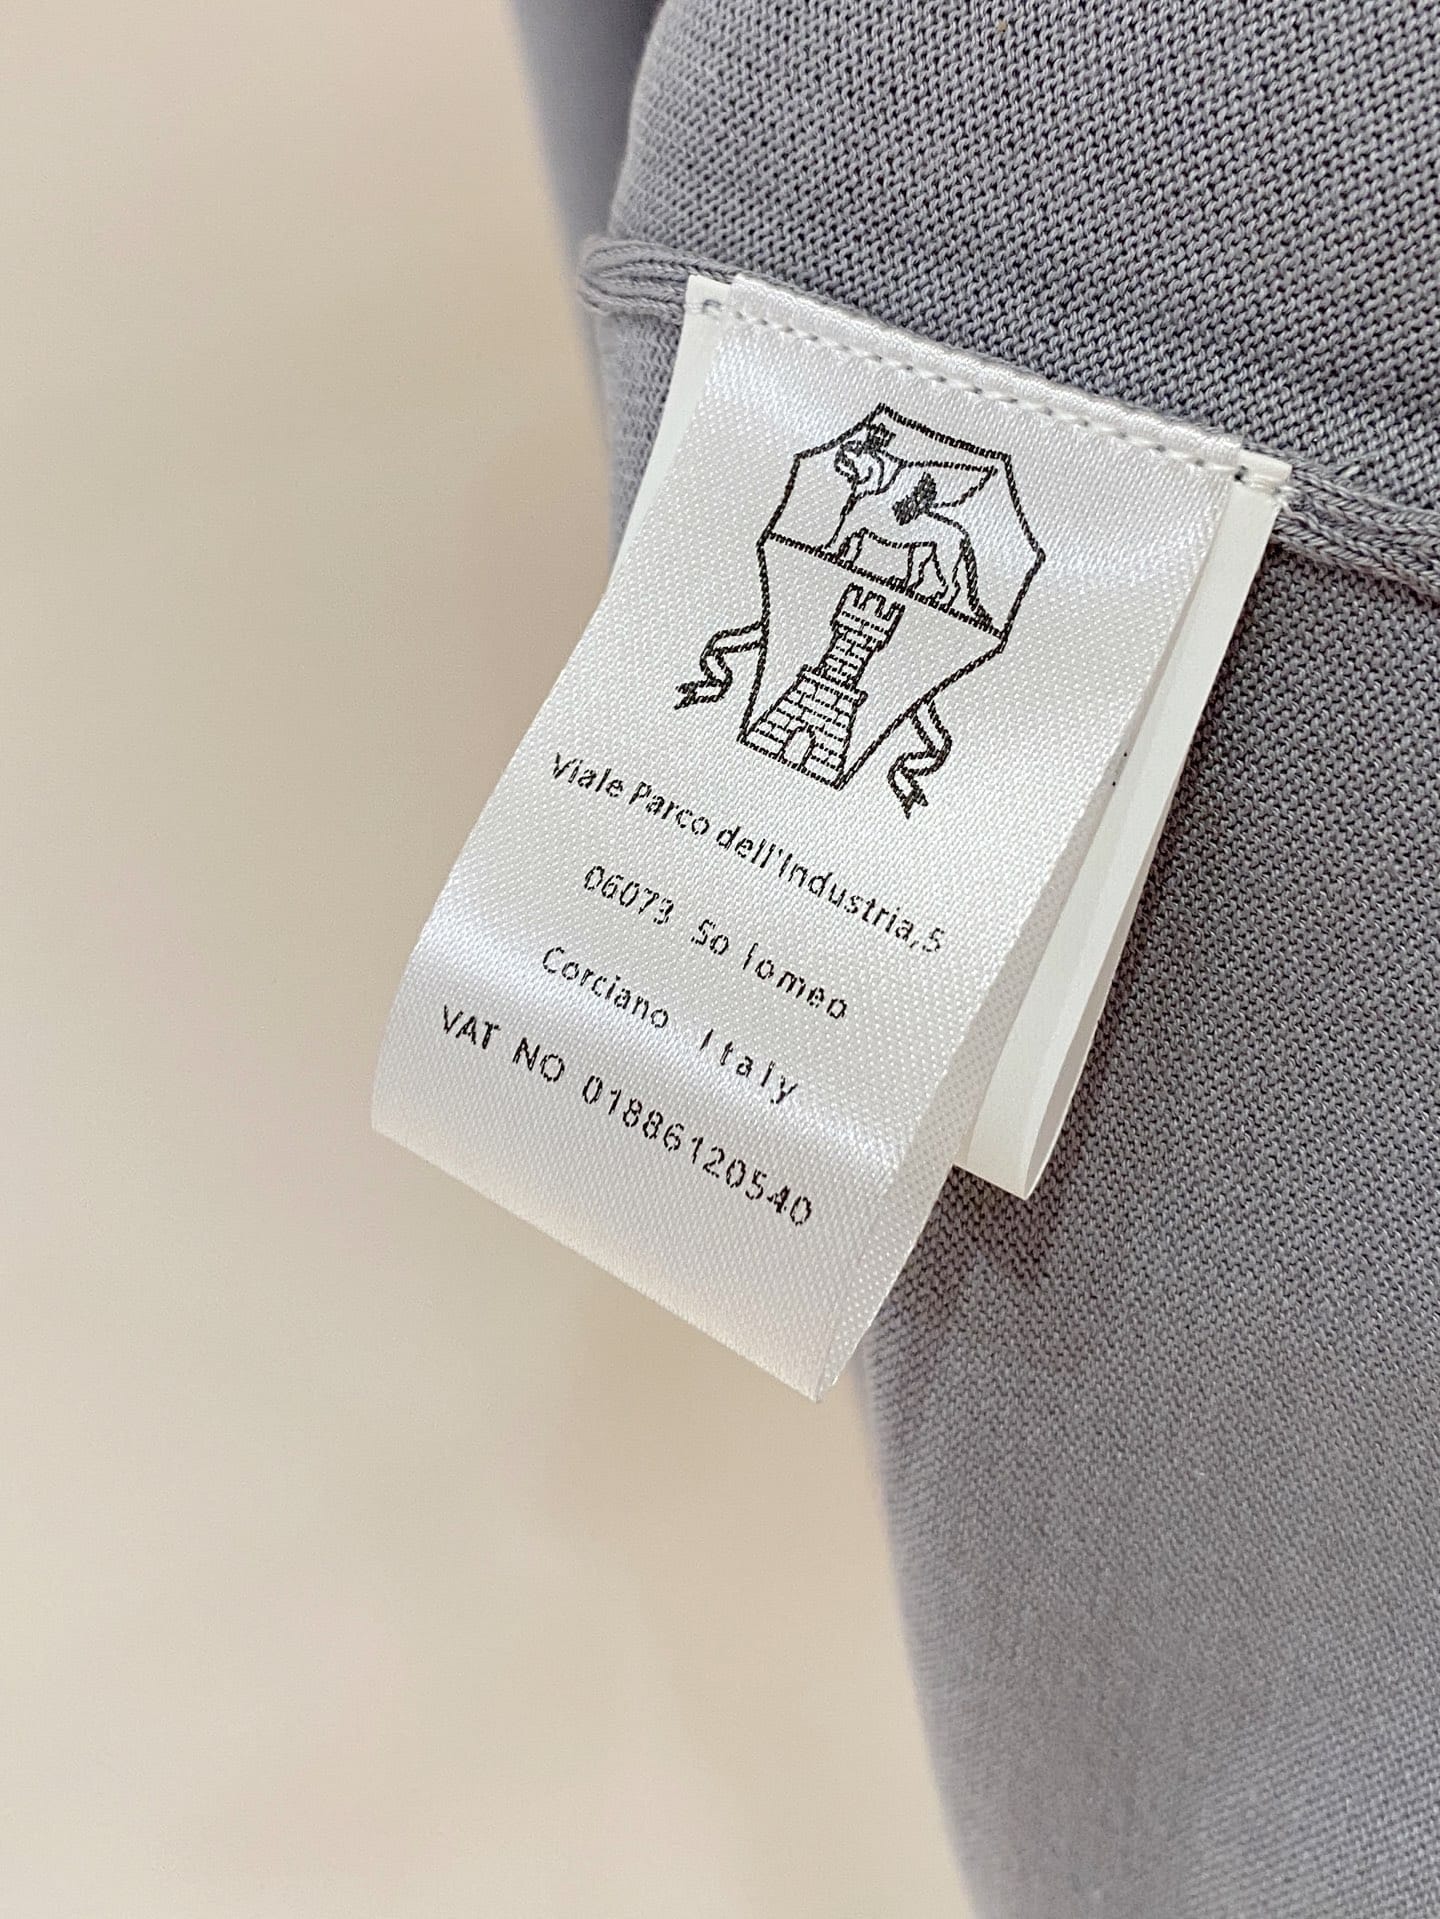 Viale Parco dell'Industria,5
06073 So lomeo
Corciano Italy
VAT NO 01886120540